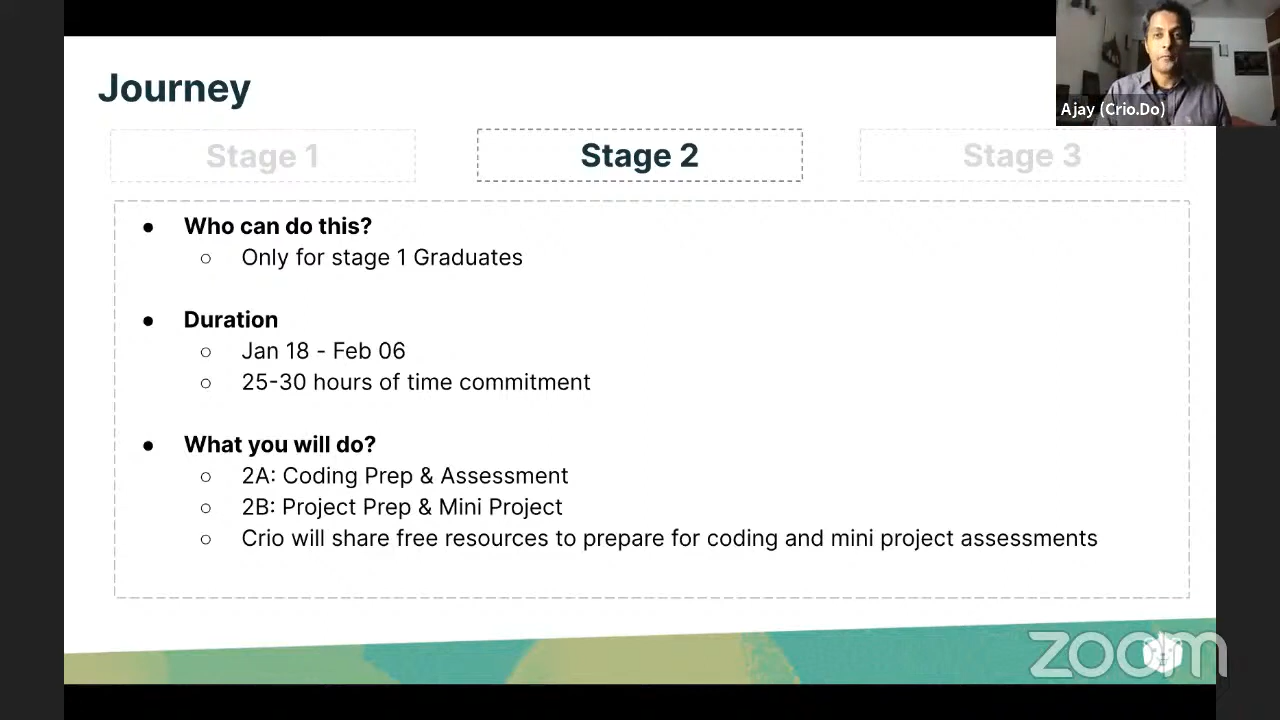 Journey
Ajay (Crio.Do)
Stage 1
Stage 2
Stage 3
● Who can do this?
○ Only for stage 1 Graduates
● Duration
○ Jan 18 - Feb 06
○ 25-30 hours of time commitment
● What you will do?
○ 2A: Coding Prep & Assessment
○ 2B: Project Prep & Mini Project
○ Crio will share free resources to prepare for coding and mini project assessments
zoom